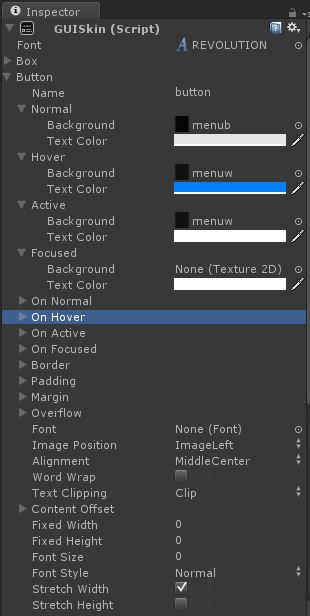 Inspector
GUISkin (Script)
Font REVOLUTION
Box
Button
Name button
Normal
Background menub
Text Color
Hover
Background menuw
Text Color
Active
Background menuw
Text Color
Focused
Background None (Texture 2D)
Text Color
On Normal
On Hover
On Active
On Focused
Border
Padding
Margin
Overflow
Font None (Font)
Image Position ImageLeft
Alignment MiddleCenter
Word Wrap
Text Clipping Clip
Content Offset
Fixed Width 0
Fixed Height 0
Font Size 0
Font Style Normal
Stretch Width
Stretch Height